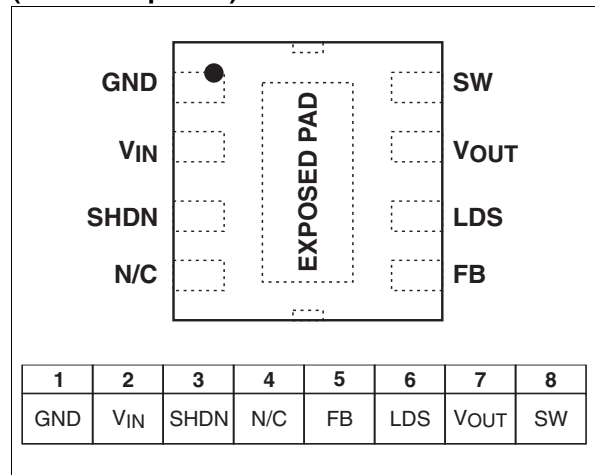 GND
SW
VIN
VOUT
SHDN
LDS
N/C
FB
EXPOSED PAD
1 2 3 4 5 6 7 8
GND VIN SHDN N/C FB LDS VOUT SW